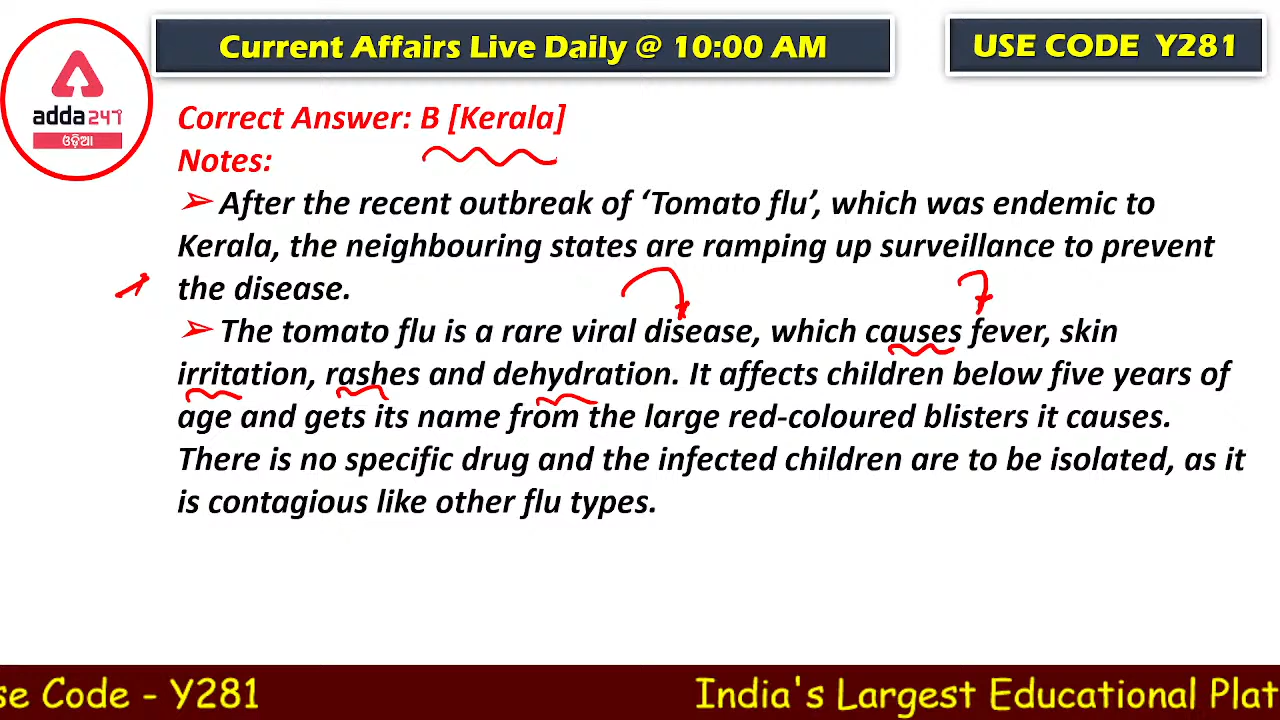 Current Affairs Live Daily @ 10:00 AM
USE CODE Y281
adda247
ଓଡ଼ିଆ
Correct Answer: B [Kerala]
Notes:
➢ After the recent outbreak of ‘Tomato flu’, which was endemic to
Kerala, the neighbouring states are ramping up surveillance to prevent
the disease.
➢ The tomato flu is a rare viral disease, which causes fever, skin
irritation, rashes and dehydration. It affects children below five years of
age and gets its name from the large red-coloured blisters it causes.
There is no specific drug and the infected children are to be isolated, as it
is contagious like other flu types.
se Code - Y281
India's Largest Educational Plat